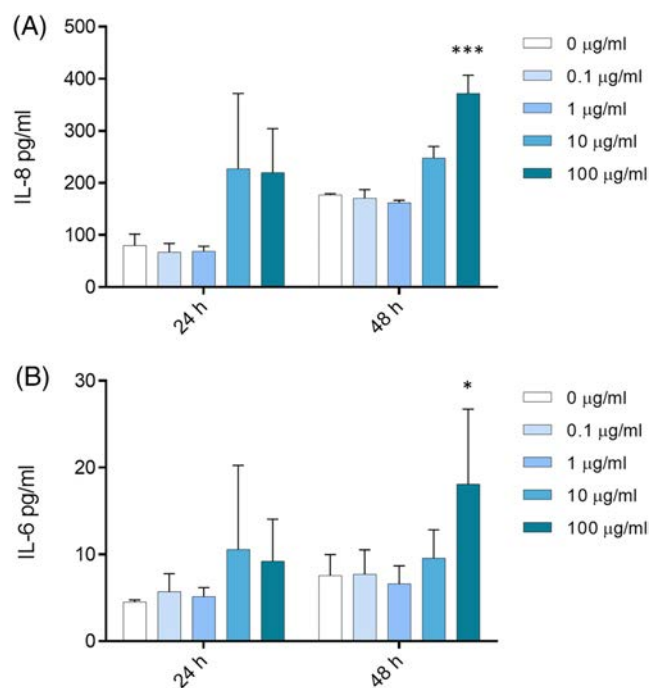 (A)
IL-8 pg/ml
500
400
300
200
100
0
***
24 h
48 h
0 μg/ml
0.1 μg/ml
1 μg/ml
10 μg/ml
100 μg/ml
(B)
IL-6 pg/ml
30
20
10
0
*
24 h
48 h
0 μg/ml
0.1 μg/ml
1 μg/ml
10 μg/ml
100 μg/ml